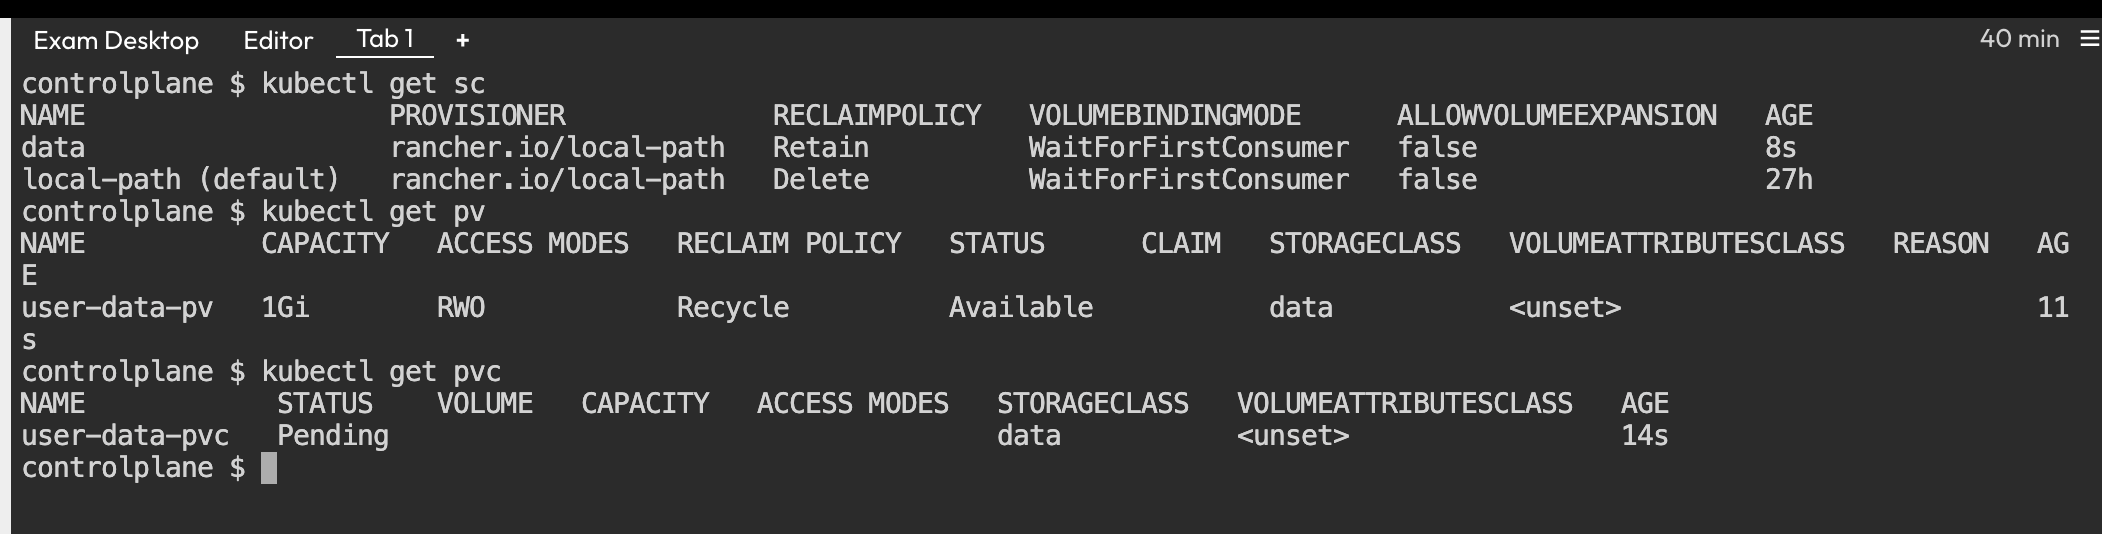 Exam Desktop Editor Tab 1 + 40 min
controlplane $ kubectl get sc
NAME PROVISIONER RECLAIMPOLICY VOLUMEBINDINGMODE ALLOWVOLUMEEXPANSION AGE
data rancher.io/local-path Retain WaitForFirstConsumer false 8s
local-path (default) rancher.io/local-path Delete WaitForFirstConsumer false 27h
controlplane $ kubectl get pv
NAME CAPACITY ACCESS MODES RECLAIM POLICY STATUS CLAIM STORAGECLASS VOLUMEATTRIBUTESCLASS REASON AG
E
user-data-pv 1Gi RWO Recycle Available data <unset> 11
s
controlplane $ kubectl get pvc
NAME STATUS VOLUME CAPACITY ACCESS MODES STORAGECLASS VOLUMEATTRIBUTESCLASS AGE
user-data-pvc Pending data <unset> 14s
controlplane $